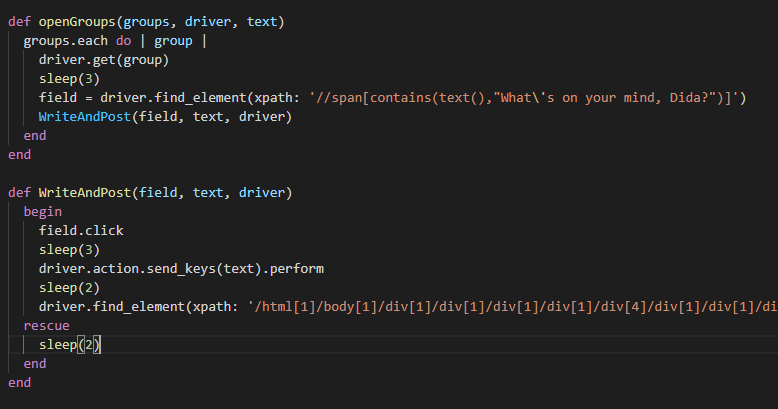 def openGroups(groups, driver, text)
groups.each do | group |
driver.get(group)
sleep(3)
field = driver.find_element(xpath: '//span[contains(text(),"What\'s on your mind, Dida?")]')
WriteAndPost(field, text, driver)
end
end
def WriteAndPost(field, text, driver)
begin
field.click
sleep(3)
driver.action.send_keys(text).perform
sleep(2)
driver.find_element(xpath: '/html[1]/body[1]/div[1]/div[1]/div[1]/div[1]/div[4]/div[1]/div[1]/di
rescue
sleep(2)
end
end